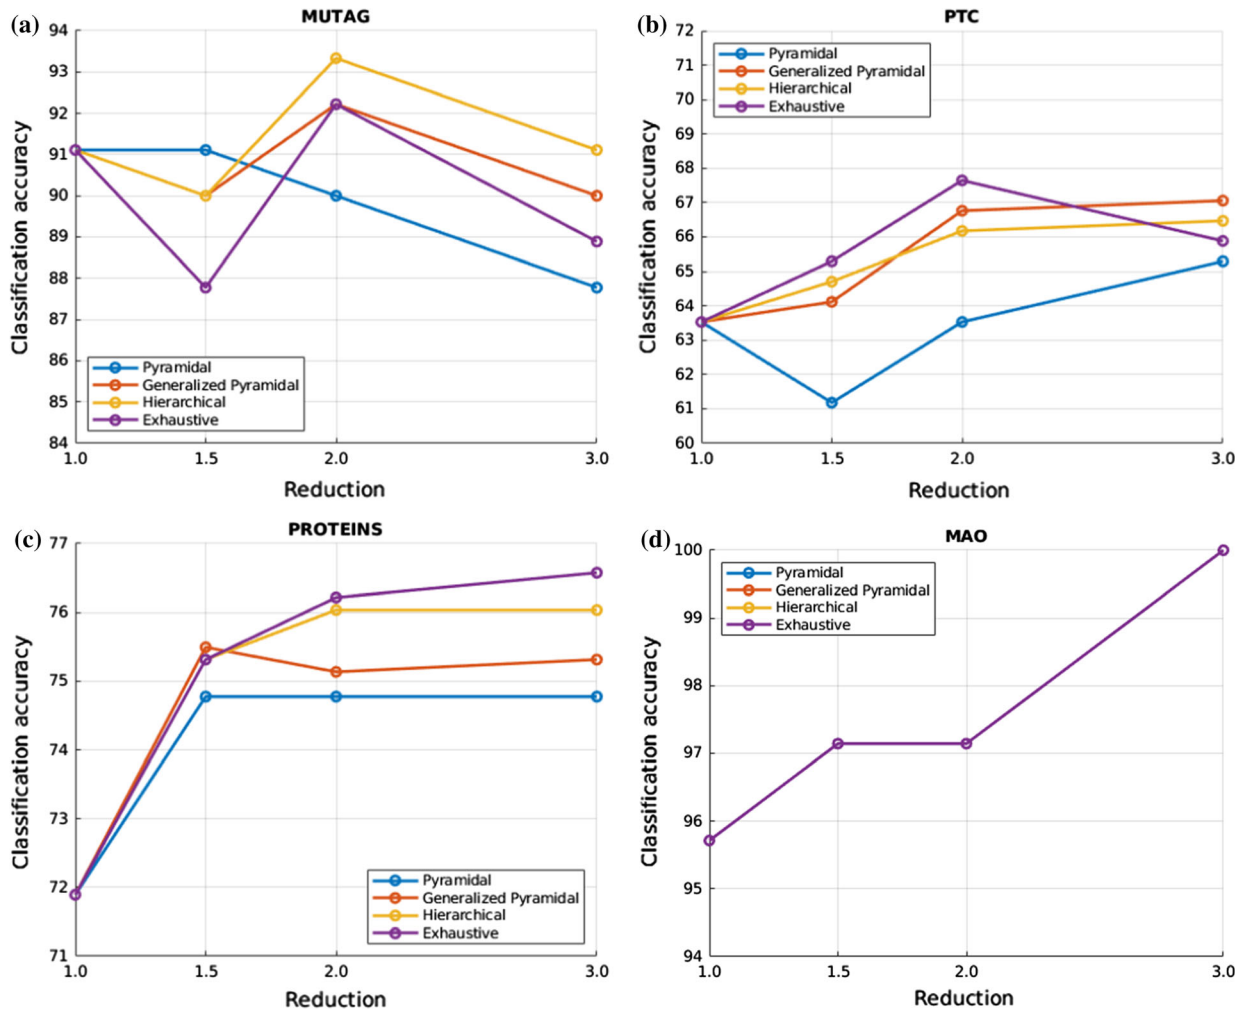 (a)
MUTAG
94
93
92
91
90
89
88
87
86
85
84
Classification accuracy
Pyramidal
Generalized Pyramidal
Hierarchical
Exhaustive
1.0 1.5 2.0 3.0
Reduction
(b)
PTC
72
71
70
69
68
67
66
65
64
63
62
61
60
Classification accuracy
Pyramidal
Generalized Pyramidal
Hierarchical
Exhaustive
1.0 1.5 2.0 3.0
Reduction
(c)
PROTEINS
77
76
75
74
73
72
71
Classification accuracy
Pyramidal
Generalized Pyramidal
Hierarchical
Exhaustive
1.0 1.5 2.0 3.0
Reduction
(d)
MAO
100
99
98
97
96
95
94
Classification accuracy
Pyramidal
Generalized Pyramidal
Hierarchical
Exhaustive
1.0 1.5 2.0 3.0
Reduction